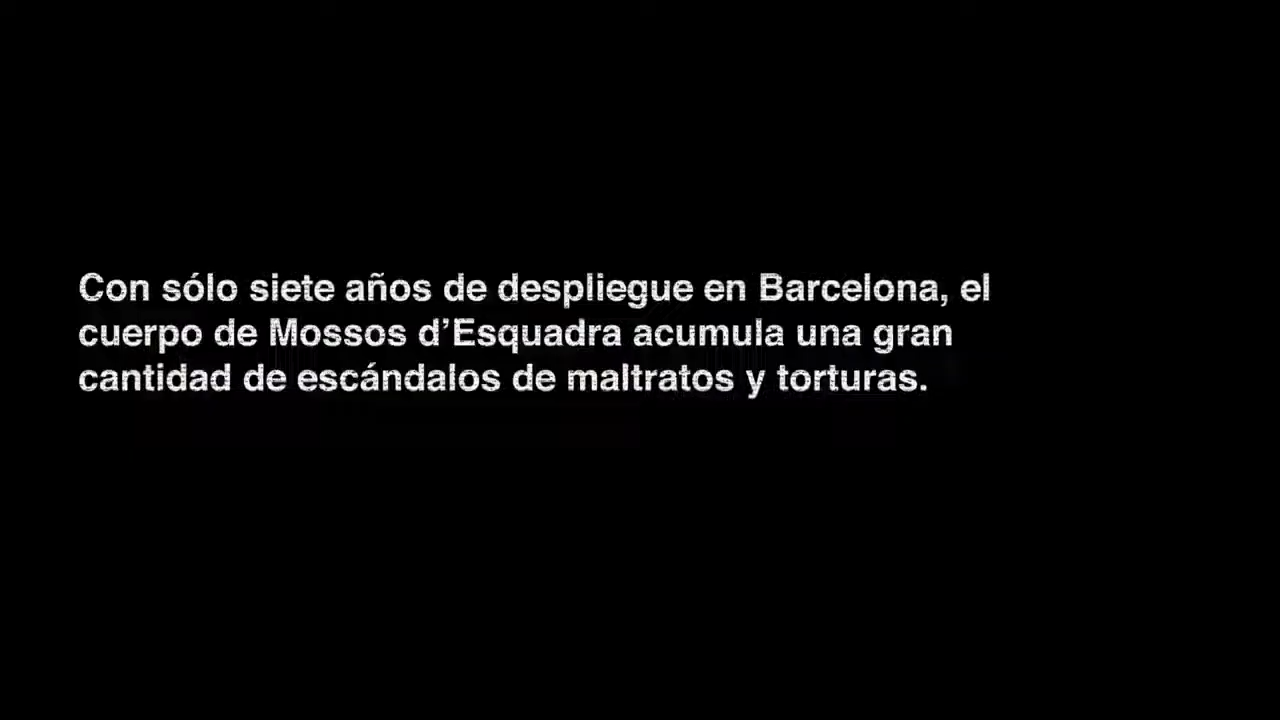 Con sólo siete años de despliegue en Barcelona, el
cuerpo de Mossos d’Esquadra acumula una gran
cantidad de escándalos de maltratos y torturas.